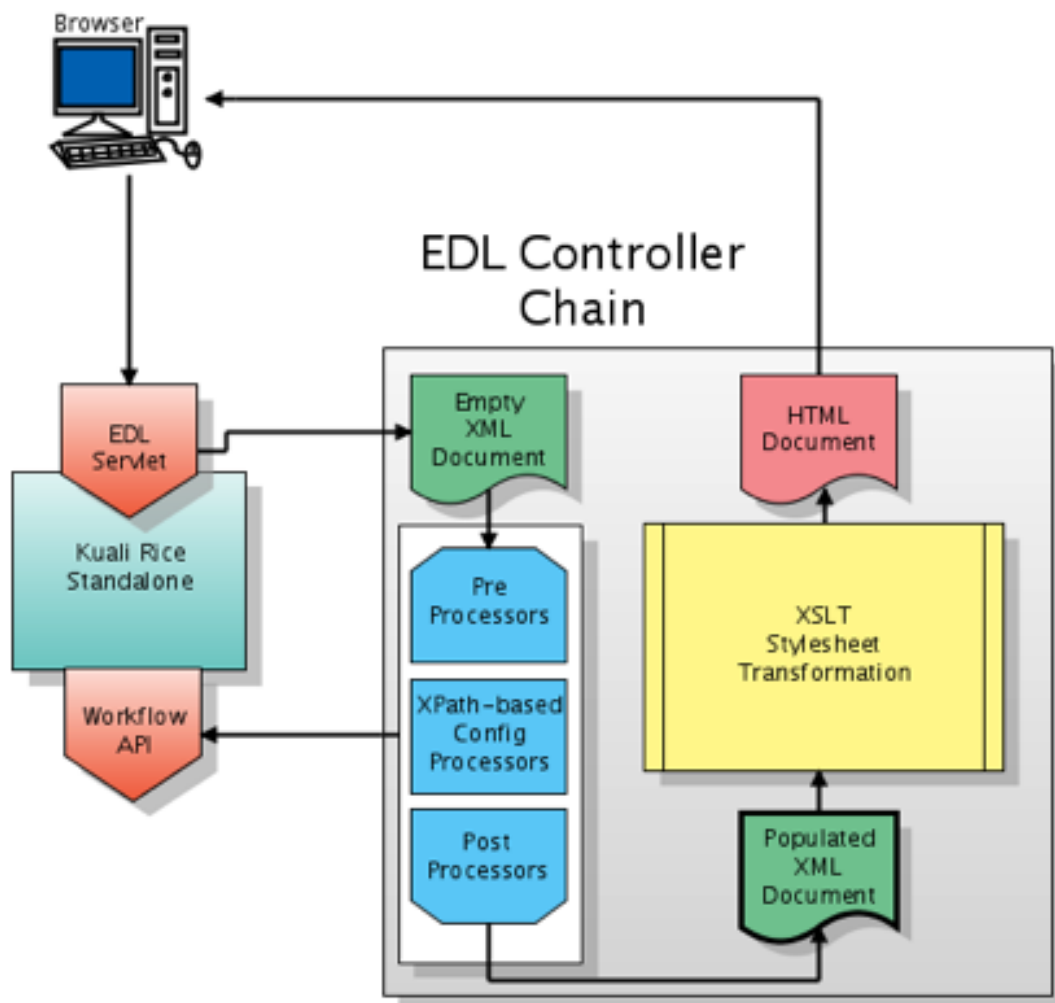 Browser
EDL Controller
Chain
EDL
Servlet
Kuali Rice
Standalone
Workflow
API
Empty
XML
Document
Pre
Processors
XPath-based
Config
Processors
Post
Processors
HTML
Document
XSLT
Stylesheet
Transformation
Populated
XML
Document